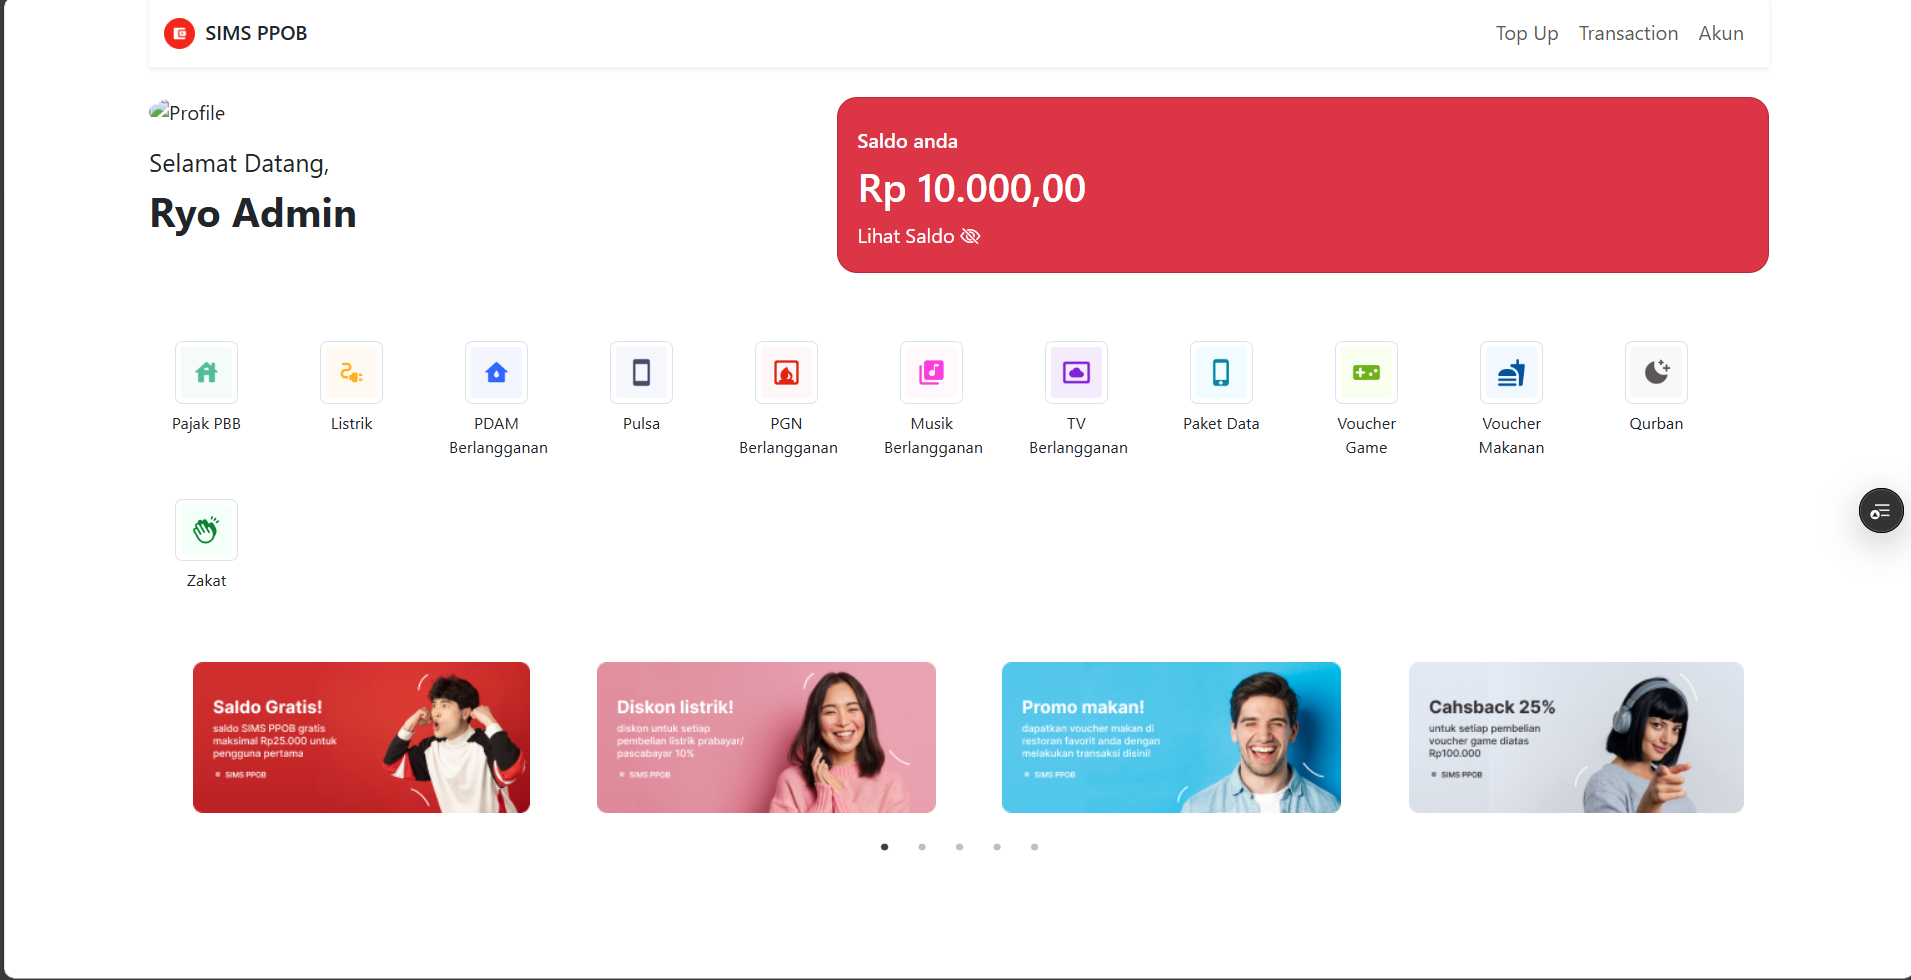 SIMS PPOB
Top Up
Transaction
Akun
Profile
Selamat Datang,
Ryo Admin
Saldo anda
Rp 10.000,00
Lihat Saldo
Pajak PBB
Listrik
PDAM
Berlangganan
Pulsa
PGN
Berlangganan
Musik
Berlangganan
TV
Berlangganan
Paket Data
Voucher
Game
Voucher
Makanan
Qurban
Zakat
Saldo Gratis!
saldo SIMS PPOB gratis
maksimal Rp25.000 untuk
pengguna pertama
SIMS PPOB
Diskon listrik!
diskon untuk setiap
pembelian listrik prabayar/
pascabayar 10%
SIMS PPOB
Promo makan!
dapatkan voucher makan di
restoran favorit anda dengan
melakukan transaksi disini!
SIMS PPOB
Cahsback 25%
untuk setiap pembelian
voucher game diatas
Rp100.000
SIMS PPOB